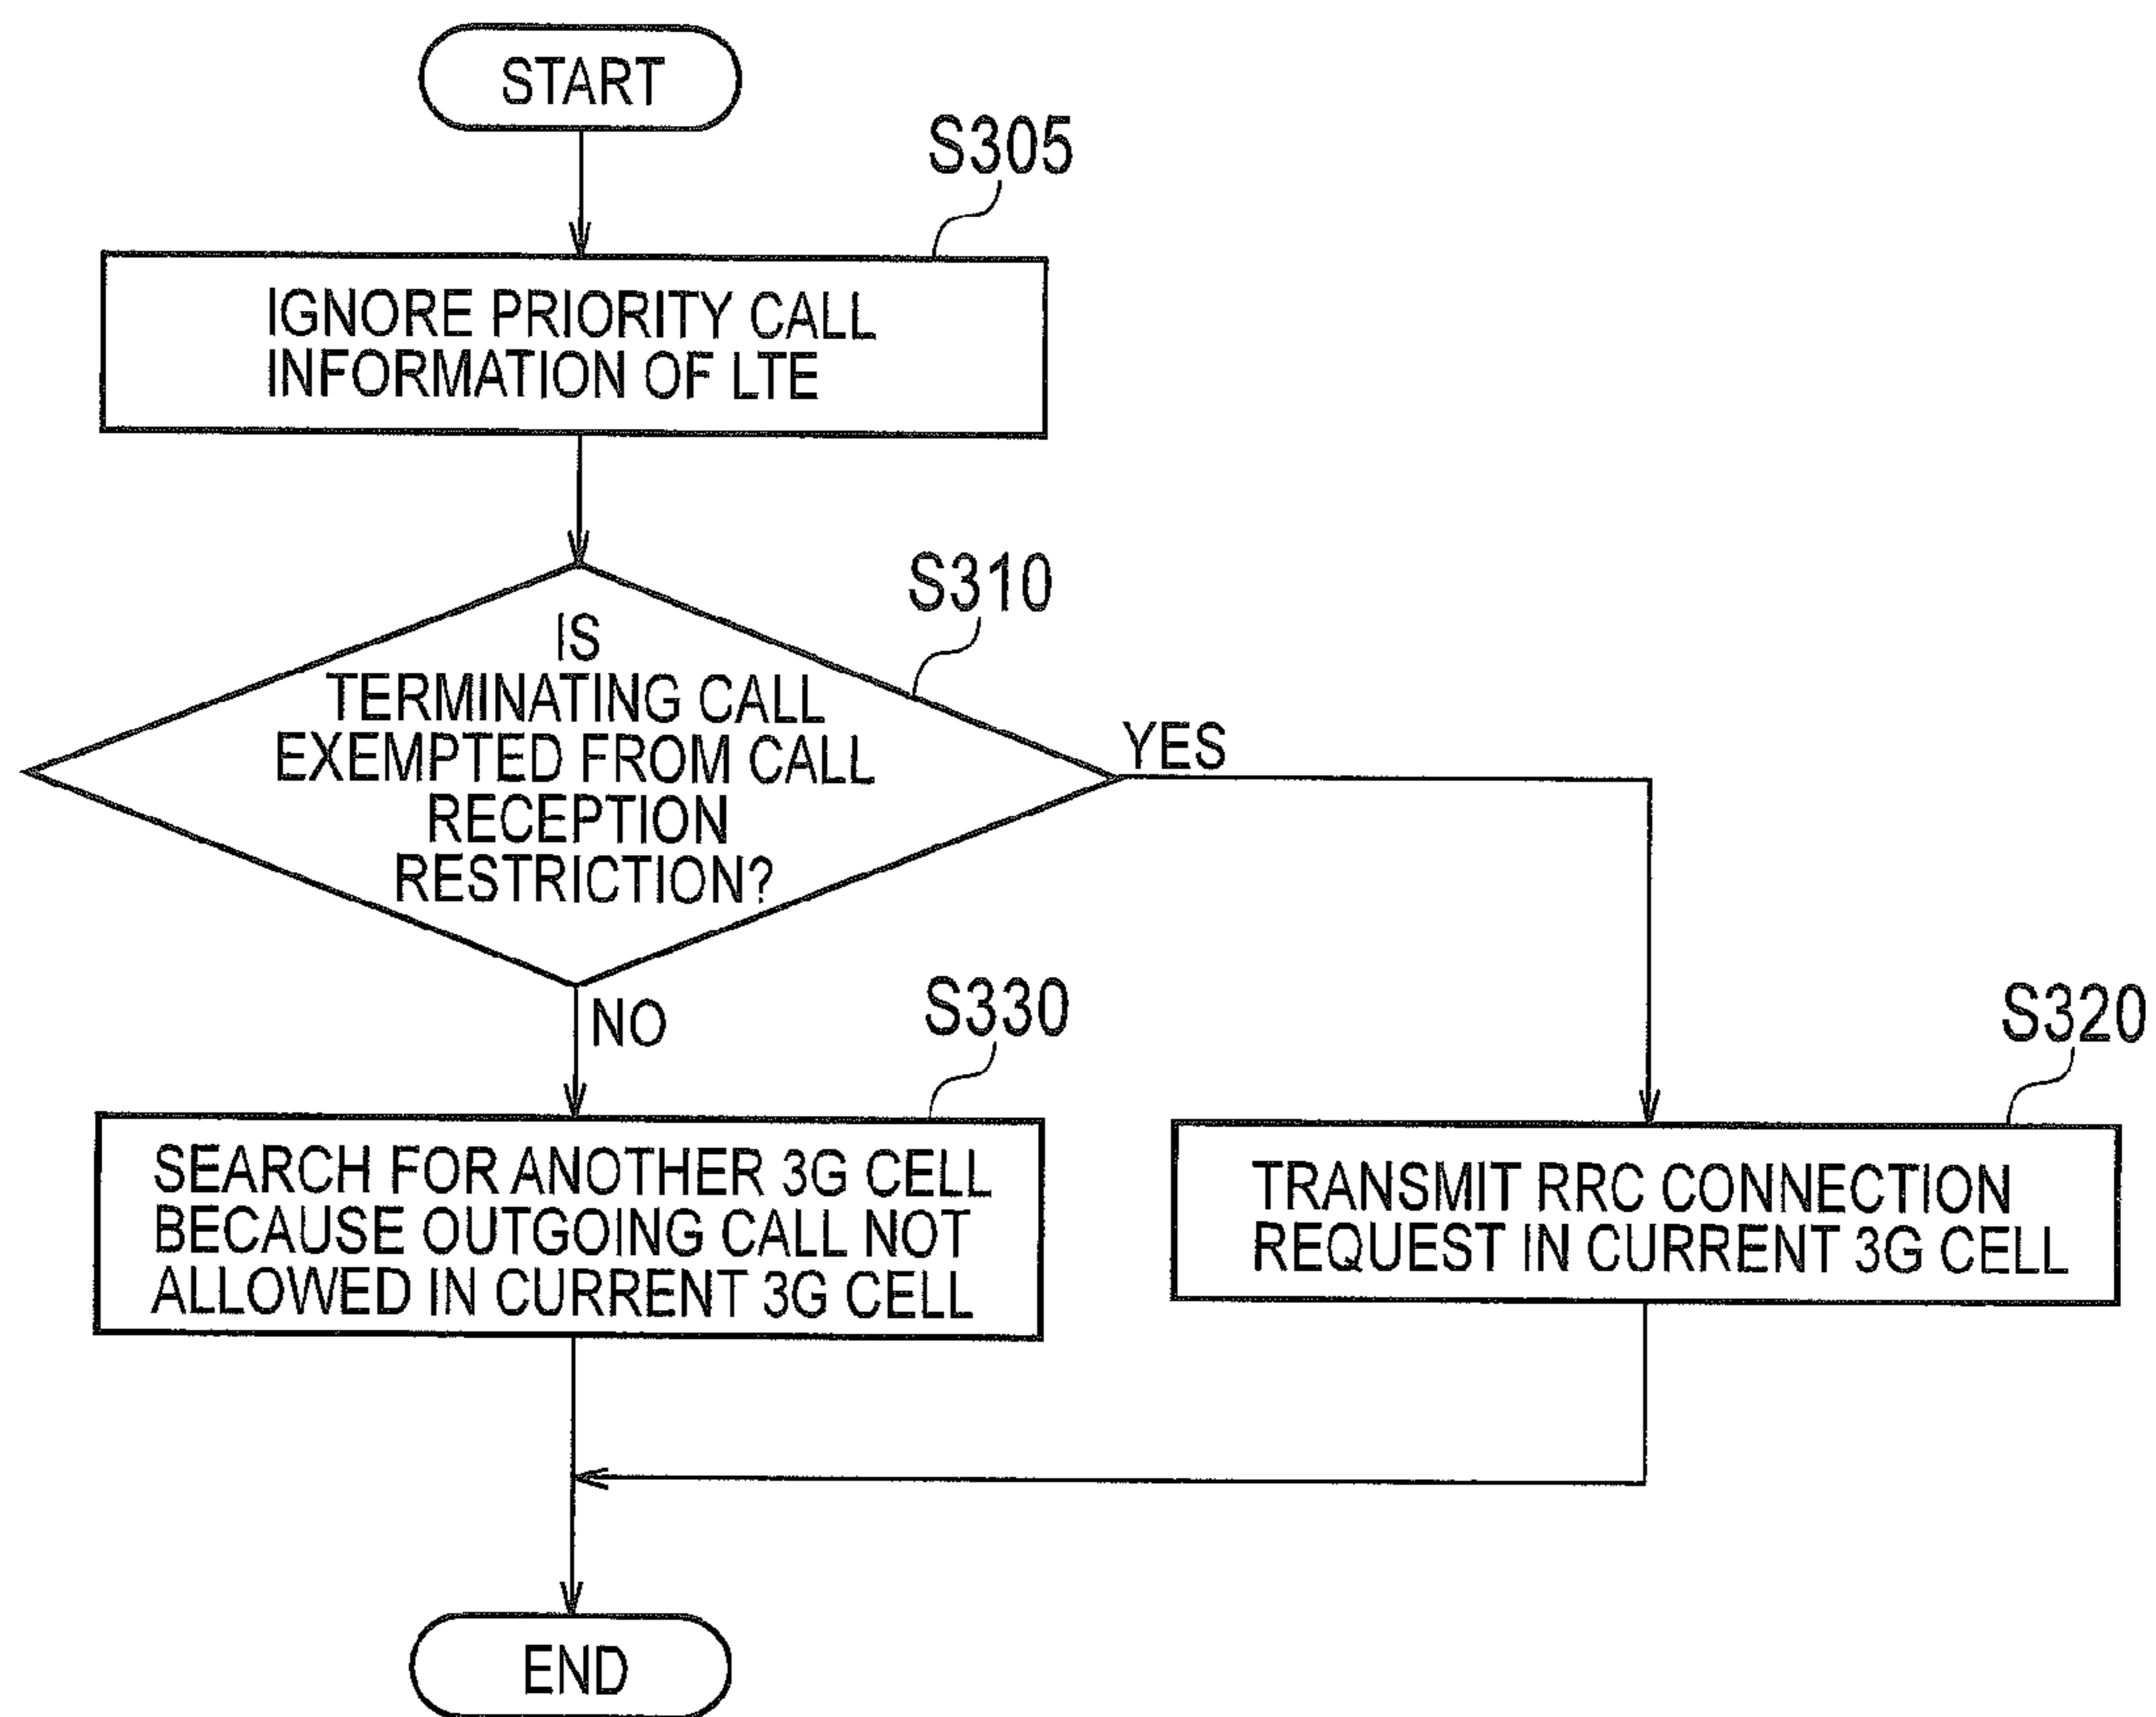 START
S305
IGNORE PRIORITY CALL
INFORMATION OF LTE
S310
IS
TERMINATING CALL
EXEMPTED FROM CALL
RECEPTION
RESTRICTION?
YES
NO
S330
SEARCH FOR ANOTHER 3G CELL
BECAUSE OUTGOING CALL NOT
ALLOWED IN CURRENT 3G CELL
S320
TRANSMIT RRC CONNECTION
REQUEST IN CURRENT 3G CELL
END